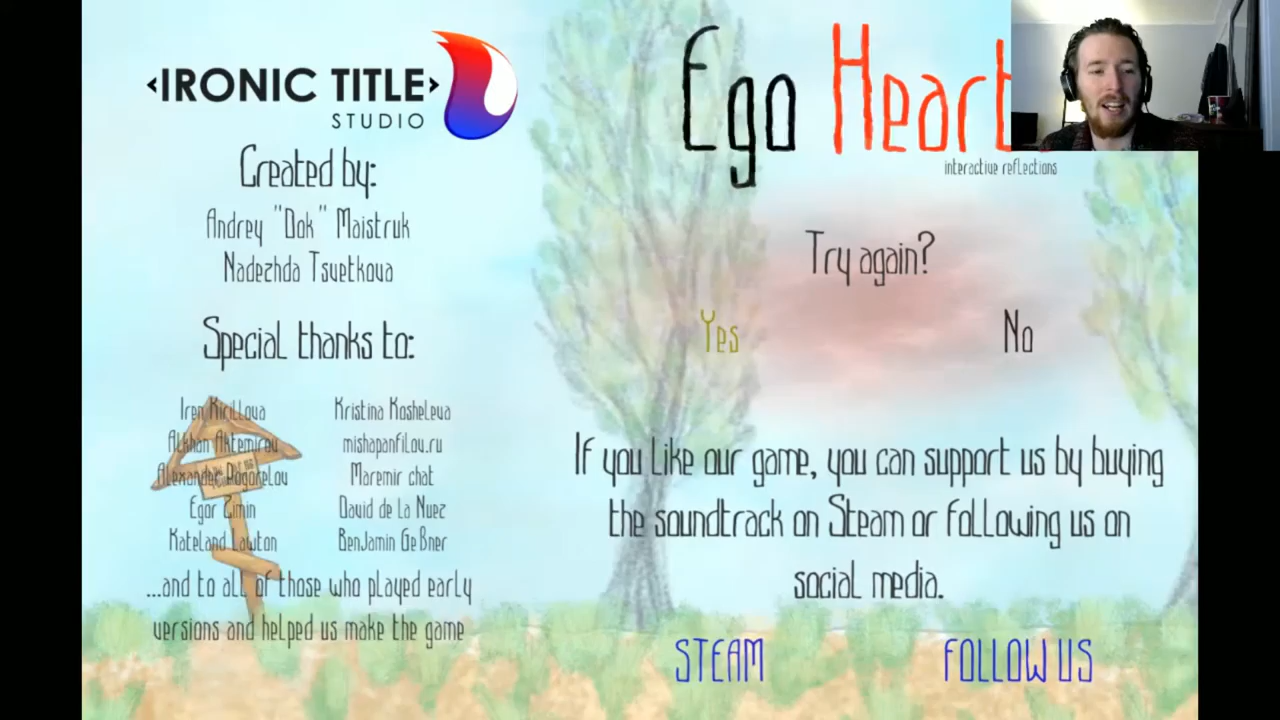 <IRONIC TITLE>
STUDIO
Created by:
Andrey "Dok" Maistruk
Nadezhda Tsvetkova
Special thanks to:
Iren Kirillova
Kristina Kosheleva
Alkhan Aktemirov
mishapanfilov.ru
Alexander Pogorelov
Maremir chat
Egor Zimin
David de La Nuez
Kateland Lawton
Benjamin Geßner
...and to all of those who played early
versions and helped us make the game
Ego Heart
interactive reflections
Try again?
Yes
No
If you like our game, you can support us by buying
the soundtrack on Steam or following us on
social media.
STEAM
FOLLOW US